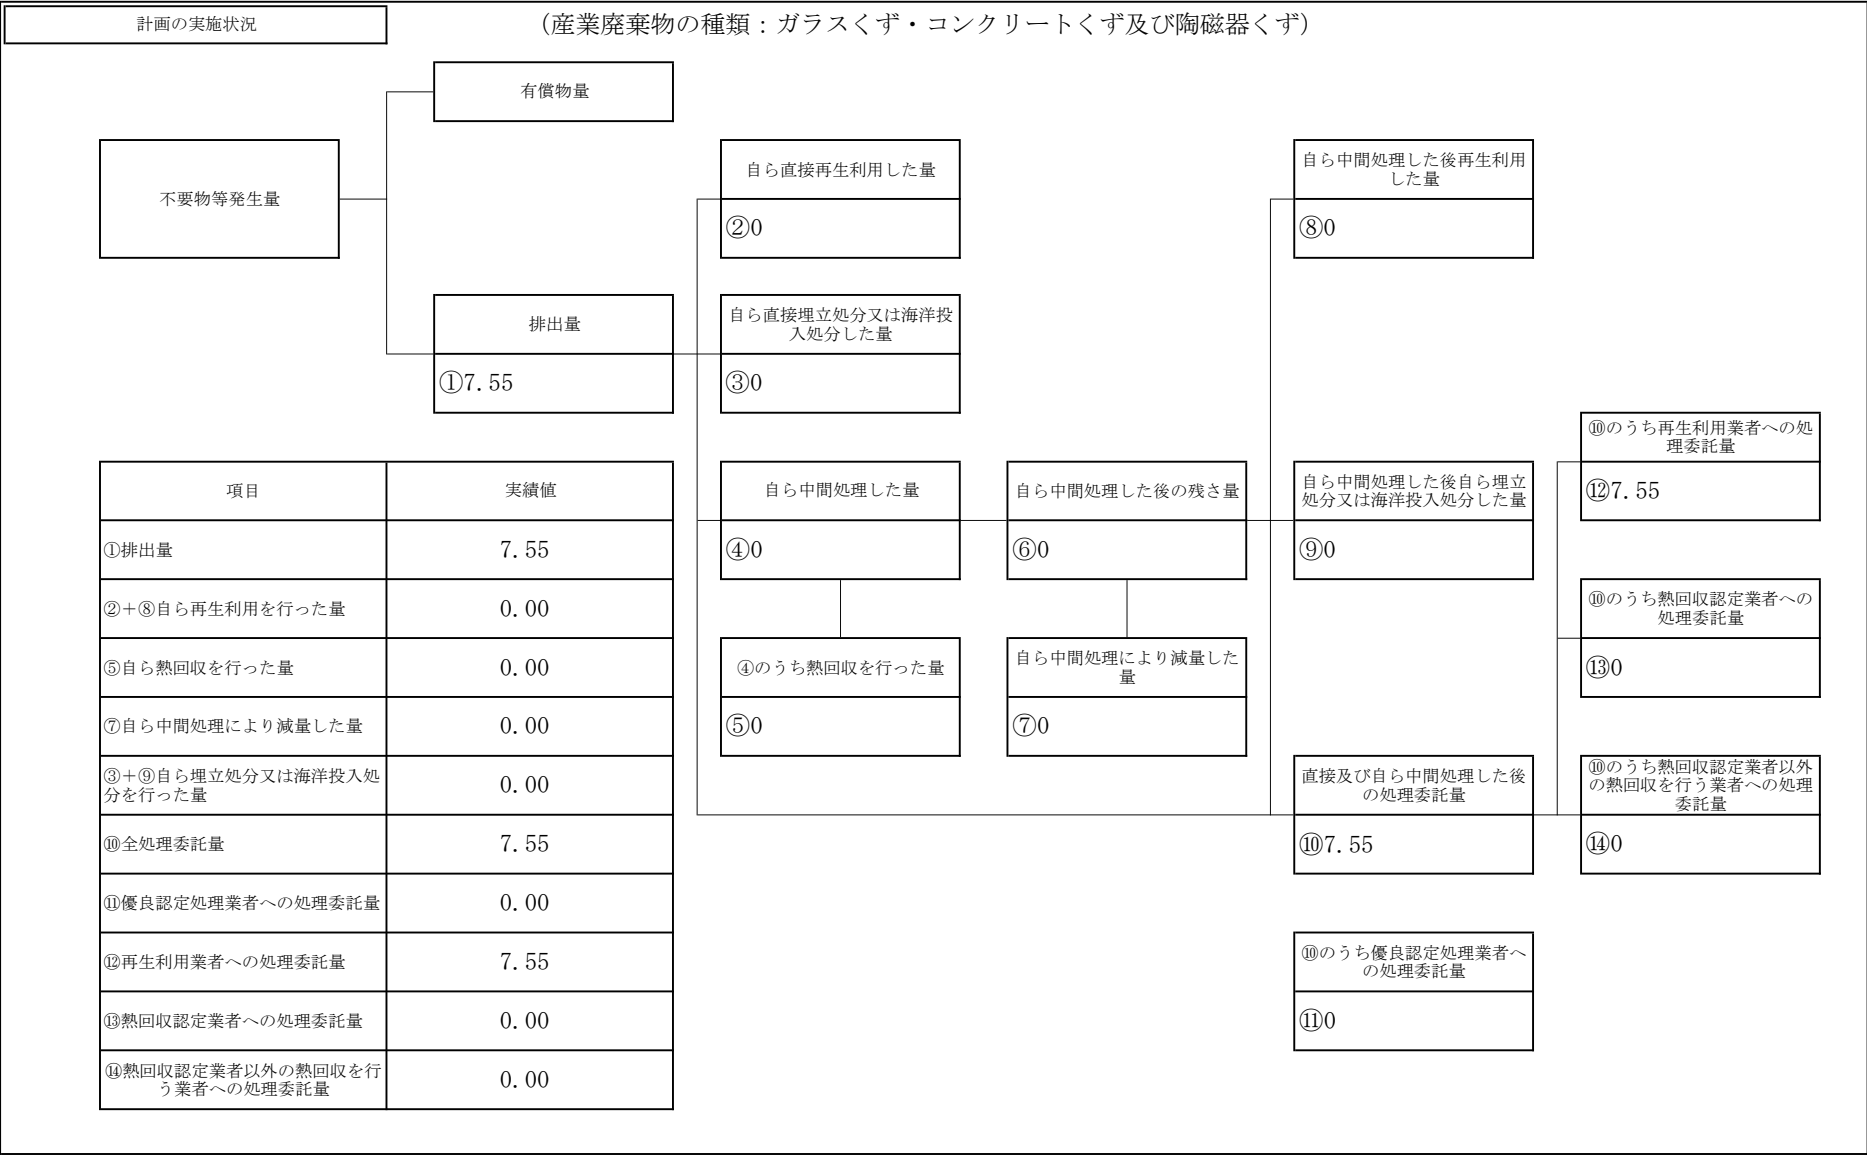 計画の実施状況
（産業廃棄物の種類：ガラスくず・コンクリートくず及び陶磁器くず）
有償物量
不要物等発生量
自ら直接再生利用した量
②0
自ら中間処理した後再生利用
した量
⑧0
排出量
①7.55
自ら直接埋立処分又は海洋投
入処分した量
③0
⑩のうち再生利用業者への処
理委託量
⑫7.55
自ら中間処理した量
④0
自ら中間処理した後の残さ量
⑥0
自ら中間処理した後自ら埋立
処分又は海洋投入処分した量
⑨0
⑩のうち熱回収認定業者への
処理委託量
⑬0
④のうち熱回収を行った量
⑤0
自ら中間処理により減量した
量
⑦0
直接及び自ら中間処理した後
の処理委託量
⑩7.55
⑩のうち熱回収認定業者以外
の熱回収を行う業者への処理
委託量
⑭0
⑩のうち優良認定処理業者へ
の処理委託量
⑪0
項目 実績値
①排出量 7.55
②＋⑧自ら再生利用を行った量 0.00
⑤自ら熱回収を行った量 0.00
⑦自ら中間処理により減量した量 0.00
③＋⑨自ら埋立処分又は海洋投入処
分を行った量 0.00
⑩全処理委託量 7.55
⑪優良認定処理業者への処理委託量 0.00
⑫再生利用業者への処理委託量 7.55
⑬熱回収認定業者への処理委託量 0.00
⑭熱回収認定業者以外の熱回収を行
う業者への処理委託量 0.00